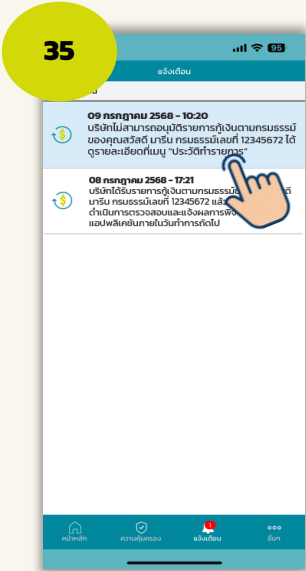 35
95
แจ้งเตือน
09 กรกฎาคม 2568 - 10:20
บริษัทไม่สามารถอนุมัติรายการกู้เงินตามกรมธรรม์
ของคุณสวัสดี มารีน กรมธรรม์เลขที่ 12345672 ได้
ดูรายละเอียดที่เมนู "ประวัติทำรายการ"
08 กรกฎาคม 2568 - 17:21
บริษัทได้รับรายการกู้เงินตามกรมธรรม์
มารีน กรมธรรม์เลขที่ 12345672 แล้ว
ดำเนินการตรวจสอบและแจ้งผลการ
แอปพลิเคชันภายในวันทำการถัดไป
1
หน้าหลัก
ความคุ้มครอง
แจ้งเตือน
อื่นๆ